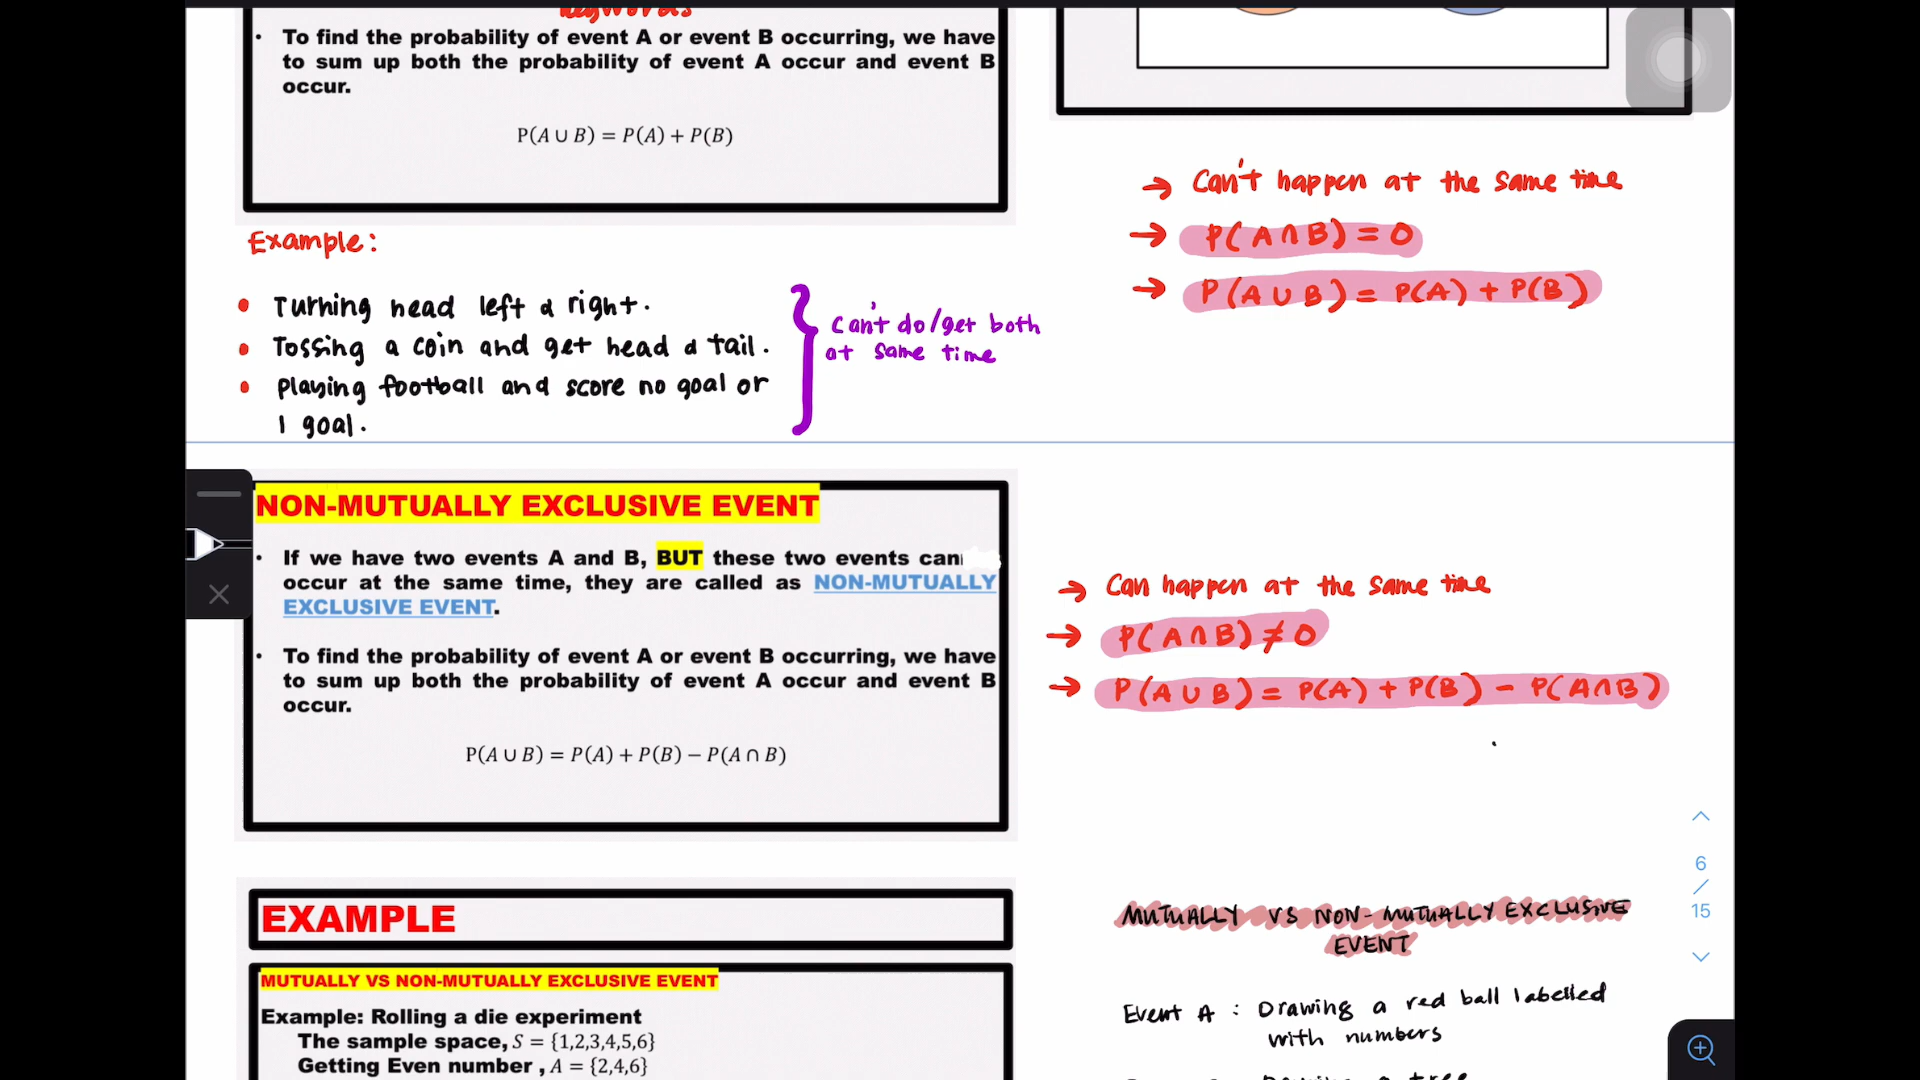 keywords
• To find the probability of event A or event B occurring, we have
to sum up both the probability of event A occur and event B
occur.
P(A ∪ B) = P(A) + P(B)
→ Can't happen at the same time
→ P(A ∩ B) = 0
→ P(A ∪ B) = P(A) + P(B)
Example:
• Turning head left & right.
• Tossing a coin and get head & tail.
• playing football and score no goal or
1 goal.
Can't do/get both
at same time
NON-MUTUALLY EXCLUSIVE EVENT
• If we have two events A and B, BUT these two events can
occur at the same time, they are called as NON-MUTUALLY
EXCLUSIVE EVENT.
• To find the probability of event A or event B occurring, we have
to sum up both the probability of event A occur and event B
occur.
P(A ∪ B) = P(A) + P(B) − P(A ∩ B)
→ Can happen at the same time
→ P(A ∩ B) ≠ 0
→ P(A ∪ B) = P(A) + P(B) − P(A ∩ B)
6
/
15
EXAMPLE
MUTUALLY VS NON-MUTUALLY EXCLUSIVE EVENT
Example: Rolling a die experiment
The sample space, S = {1,2,3,4,5,6}
Getting Even number , A = {2,4,6}
MUTUALLY VS NON-MUTUALLY EXCLUSIVE
EVENT
Event A : Drawing a red ball labelled
with numbers